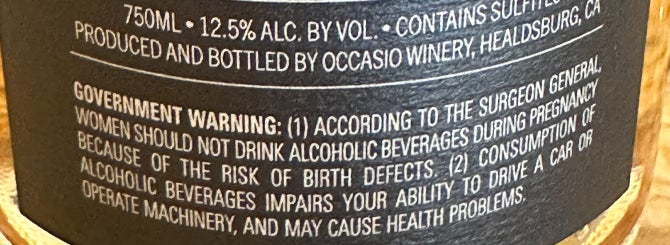 750ML • 12.5% ALC. BY VOL. • CONTAINS
PRODUCED AND BOTTLED BY OCCASIO WINERY, HEALDSBURG, CA
GOVERNMENT WARNING: (1) ACCORDING TO THE SURGEON GENERAL,
WOMEN SHOULD NOT DRINK ALCOHOLIC BEVERAGES DURING PREGNANCY
BECAUSE OF THE RISK OF BIRTH DEFECTS. (2) CONSUMPTION OF
ALCOHOLIC BEVERAGES IMPAIRS YOUR ABILITY TO DRIVE A CAR OR
OPERATE MACHINERY, AND MAY CAUSE HEALTH PROBLEMS.